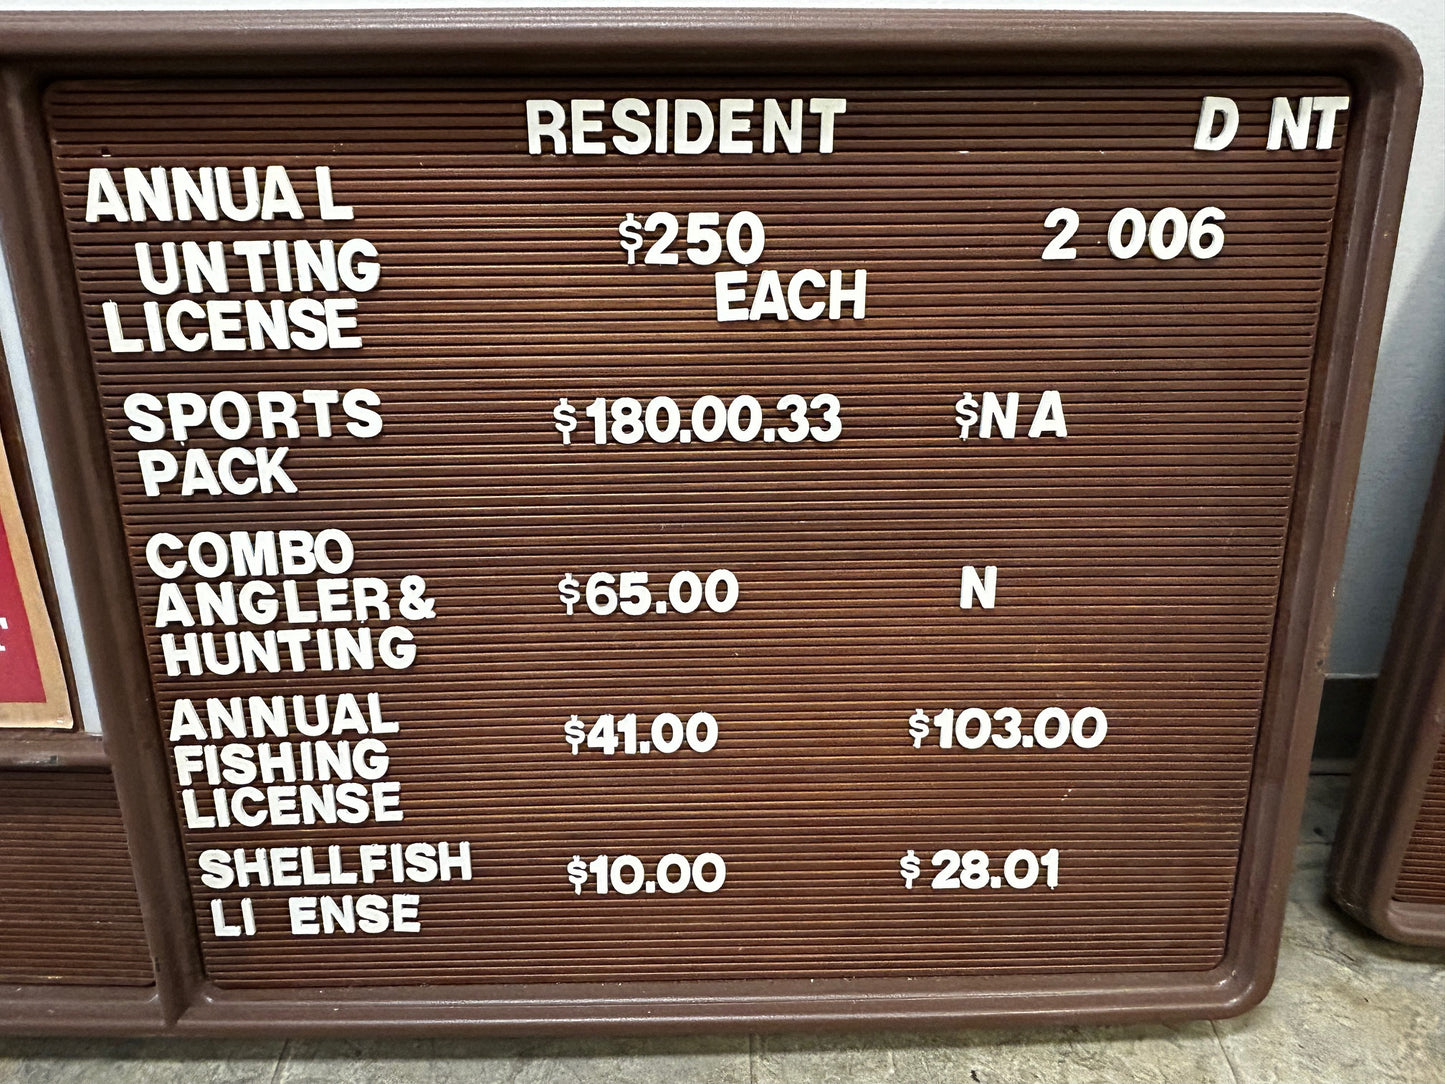 RESIDENT D NT
ANNUA L
UNTING $250 2 006
EACH
LICENSE
SPORTS $180.00.33 $NA
PACK
COMBO
ANGLER & $65.00 N
HUNTING
ANNUAL
FISHING $41.00 $103.00
LICENSE
SHELLFISH $10.00 $28.01
LI ENSE